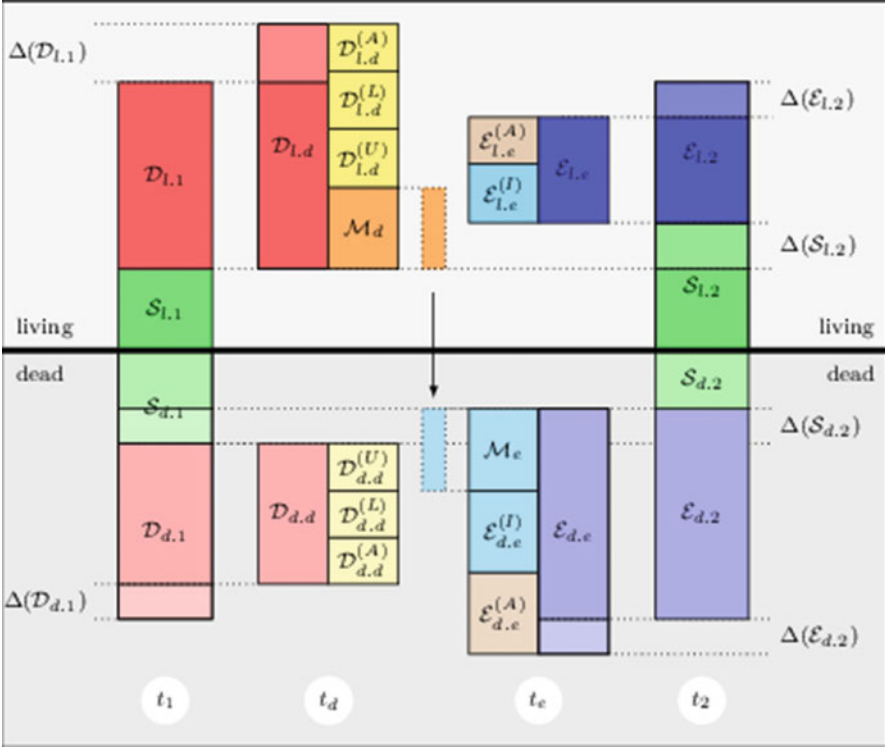 Δ(𝒟_{l.1})
𝒟_{l.1}
𝒮_{l.1}
𝒟_{l.d}
𝒟_{l.d}^{(A)}
𝒟_{l.d}^{(L)}
𝒟_{l.d}^{(U)}
ℳ_d
ℰ_{l.e}^{(A)}
ℰ_{l.e}^{(I)}
ℰ_{l.e}
ℰ_{l.2}
𝒮_{l.2}
Δ(ℰ_{l.2})
Δ(𝒮_{l.2})
living
living
dead
dead
𝒮_{d.1}
𝒟_{d.1}
Δ(𝒟_{d.1})
𝒟_{d.d}
𝒟_{d.d}^{(U)}
𝒟_{d.d}^{(L)}
𝒟_{d.d}^{(A)}
ℳ_e
ℰ_{d.e}^{(I)}
ℰ_{d.e}^{(A)}
ℰ_{d.e}
𝒮_{d.2}
ℰ_{d.2}
Δ(𝒮_{d.2})
Δ(ℰ_{d.2})
t_1
t_d
t_e
t_2